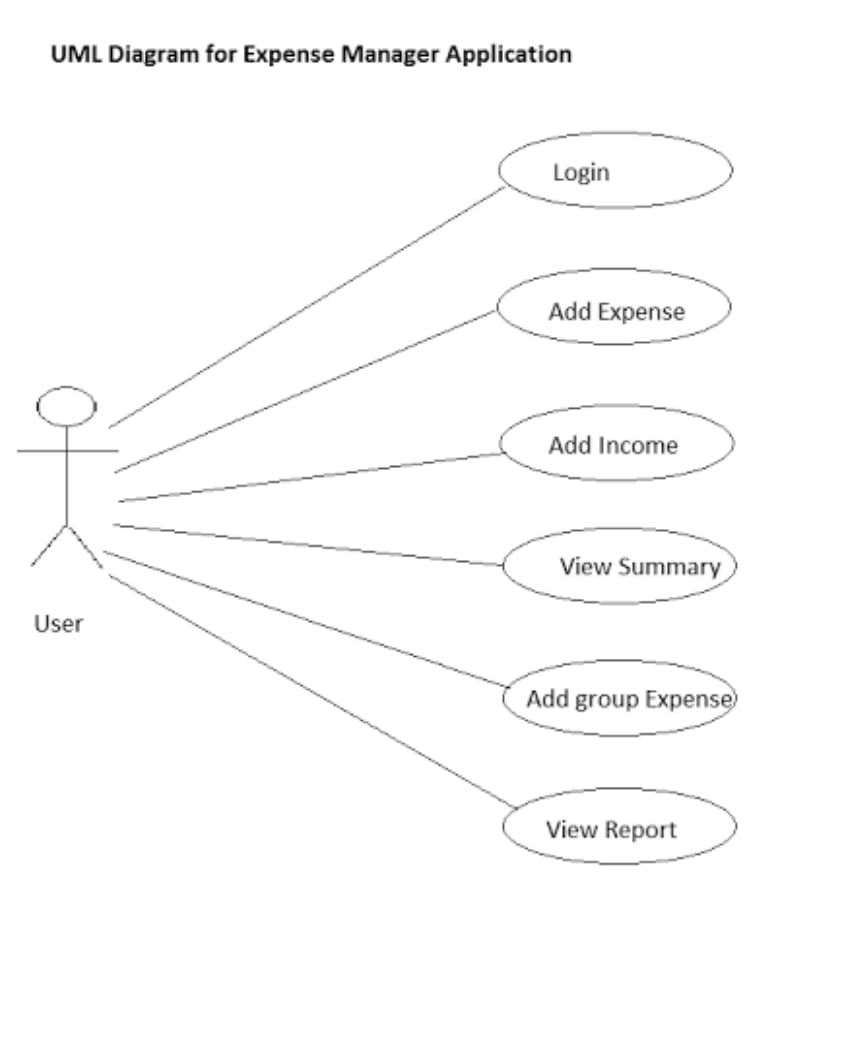 UML Diagram for Expense Manager Application
Login
Add Expense
Add Income
View Summary
Add group Expense
View Report
User